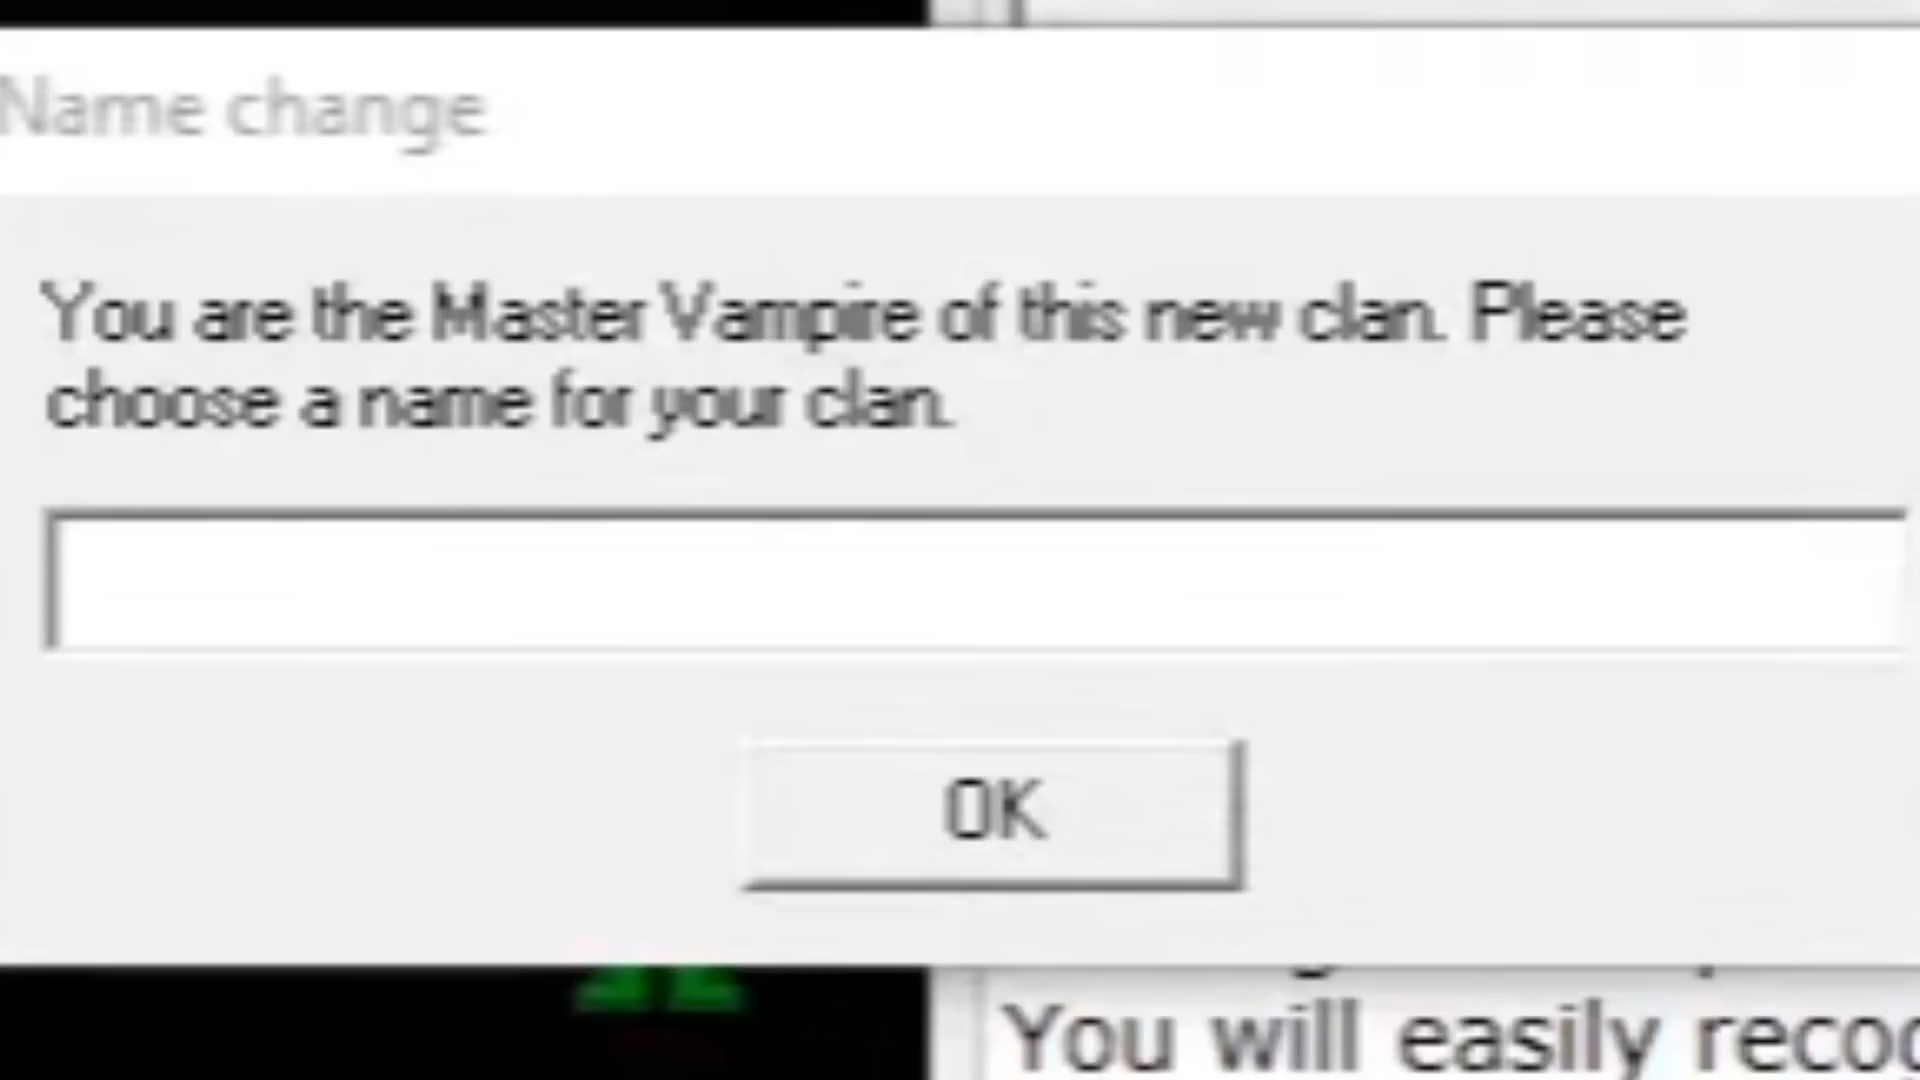 Name change
You are the Master Vampire of this new clan. Please
choose a name for your clan.
OK
You will easily